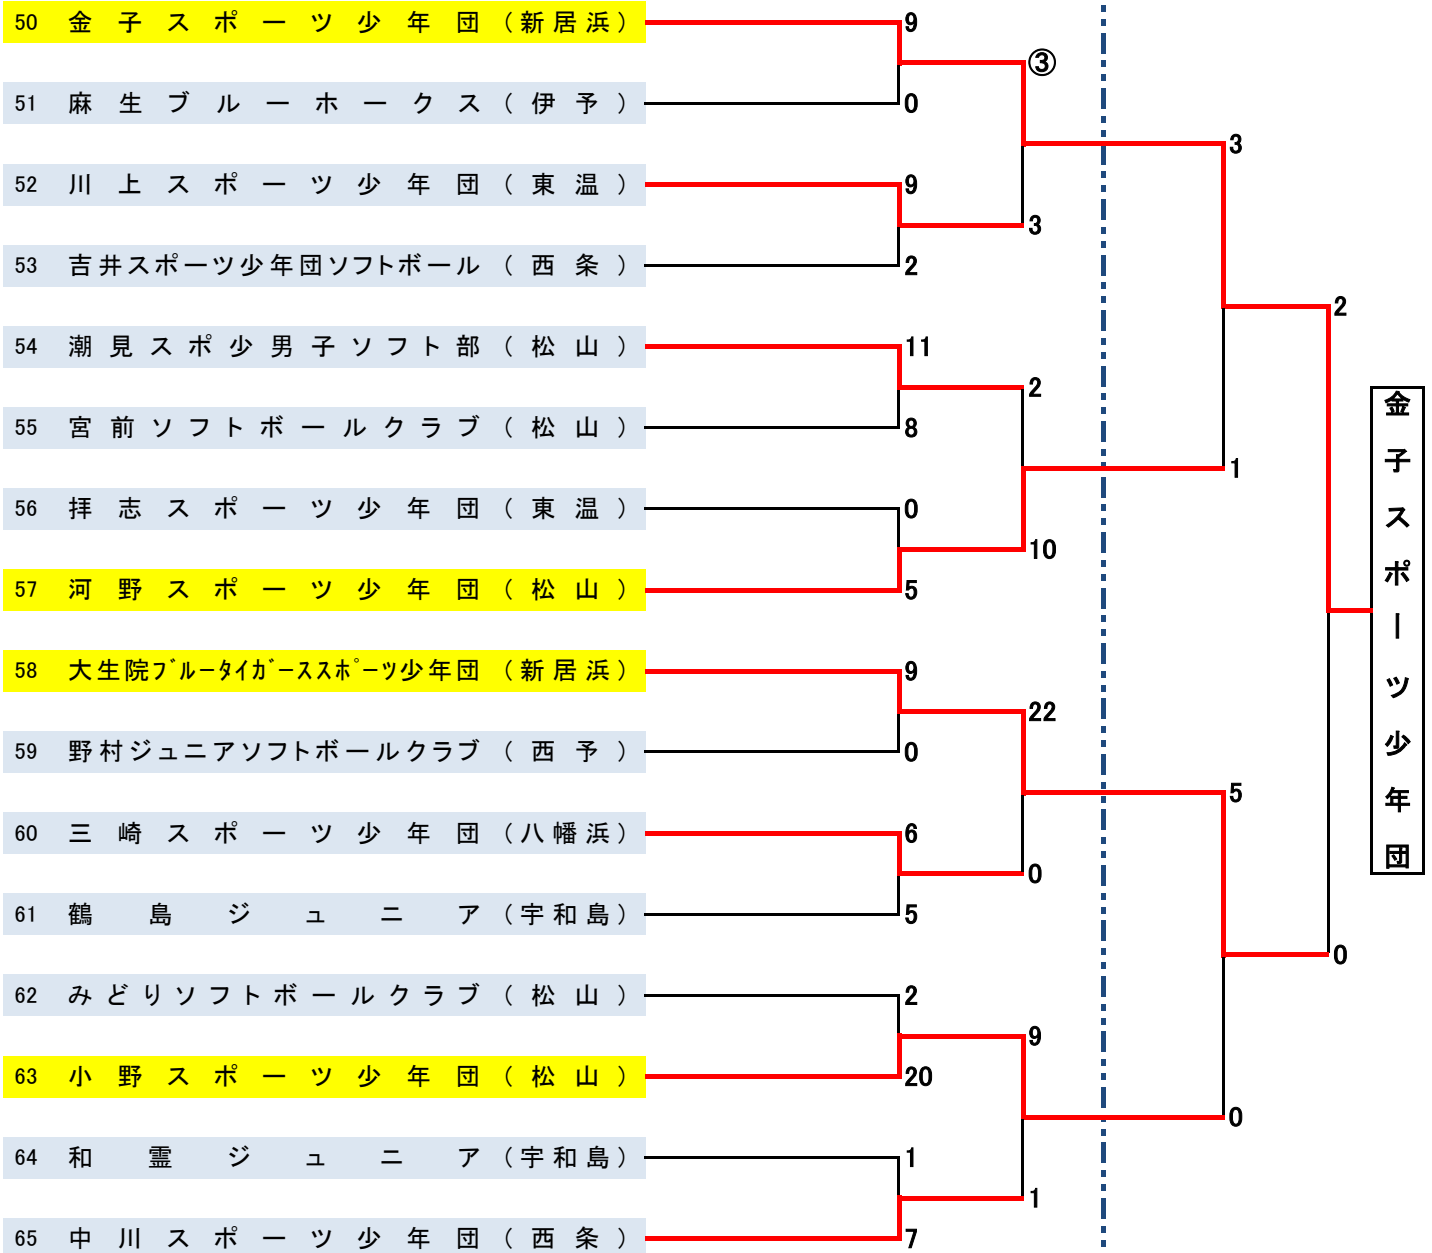 50 金子スポーツ少年団（新居浜） 9
③
51 麻生ブルーホークス（伊予） 0
3
52 川上スポーツ少年団（東温） 9
3
53 吉井スポーツ少年団ソフトボール（西条） 2
2
54 潮見スポ少男子ソフト部（松山） 11
2
55 宮前ソフトボールクラブ（松山） 8
1
56 拝志スポーツ少年団（東温） 0
10
57 河野スポーツ少年団（松山） 5
金子スポーツ少年団
58 大生院ﾌﾞﾙｰﾀｲｶﾞｰｽｽﾎﾟｰﾂ少年団（新居浜） 9
22
59 野村ジュニアソフトボールクラブ（西予） 0
5
60 三崎スポーツ少年団（八幡浜） 6
0
61 鶴島ジュニア（宇和島） 5
0
62 みどりソフトボールクラブ（松山） 2
9
63 小野スポーツ少年団（松山） 20
0
64 和霊ジュニア（宇和島） 1
1
65 中川スポーツ少年団（西条） 7